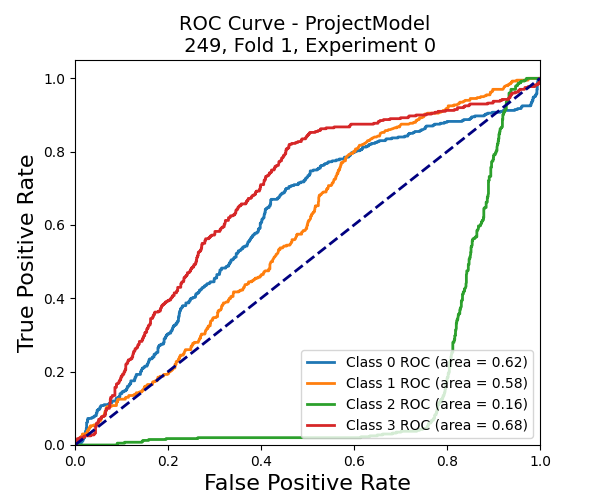 ROC Curve - ProjectModel
249, Fold 1, Experiment 0
True Positive Rate
1.0
0.8
0.6
0.4
0.2
0.0
Class 0 ROC (area = 0.62)
Class 1 ROC (area = 0.58)
Class 2 ROC (area = 0.16)
Class 3 ROC (area = 0.68)
0.0 0.2 0.4 0.6 0.8 1.0
False Positive Rate